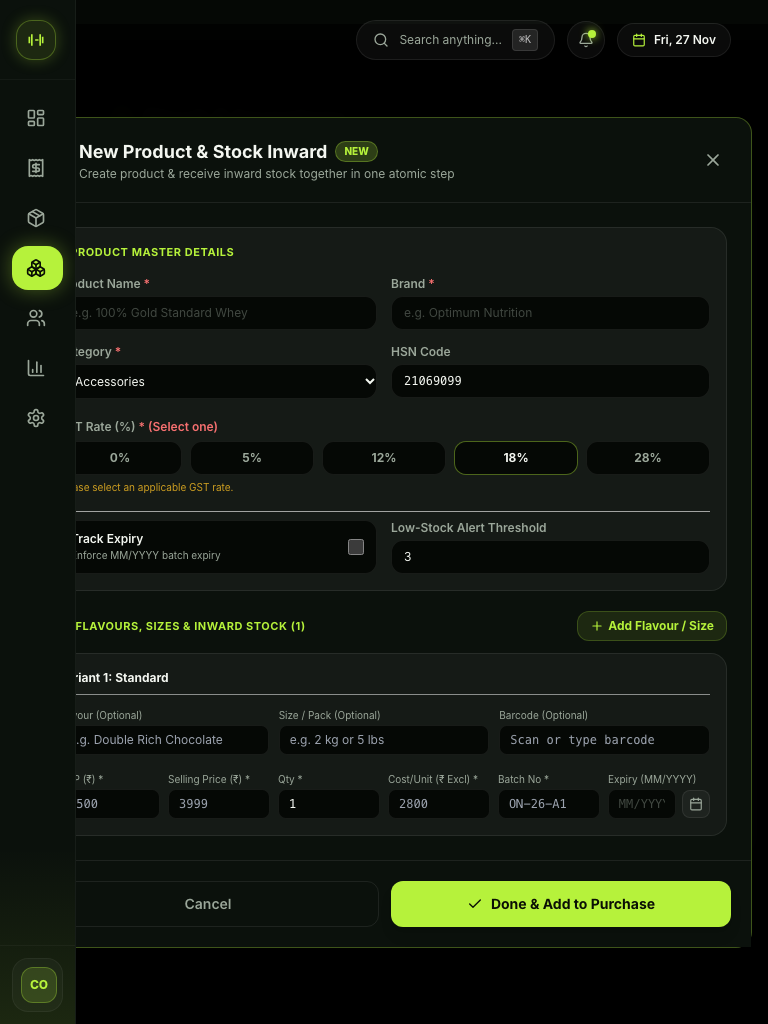 Search anything... ⌘K
Fri, 27 Nov
New Product & Stock Inward NEW
Create product & receive inward stock together in one atomic step
PRODUCT MASTER DETAILS
oduct Name * Brand *
e.g. 100% Gold Standard Whey e.g. Optimum Nutrition
tegory * HSN Code
Accessories 21069099
T Rate (%) * (Select one)
0% 5% 12% 18% 28%
ase select an applicable GST rate.
Track Expiry Low-Stock Alert Threshold
nforce MM/YYYY batch expiry 3
FLAVOURS, SIZES & INWARD STOCK (1) + Add Flavour / Size
riant 1: Standard
vour (Optional) Size / Pack (Optional) Barcode (Optional)
.g. Double Rich Chocolate e.g. 2 kg or 5 lbs Scan or type barcode
P (₹) * Selling Price (₹) * Qty * Cost/Unit (₹ Excl) * Batch No * Expiry (MM/YYYY)
500 3999 1 2800 ON-26-A1 MM/YYY
Cancel Done & Add to Purchase
CO